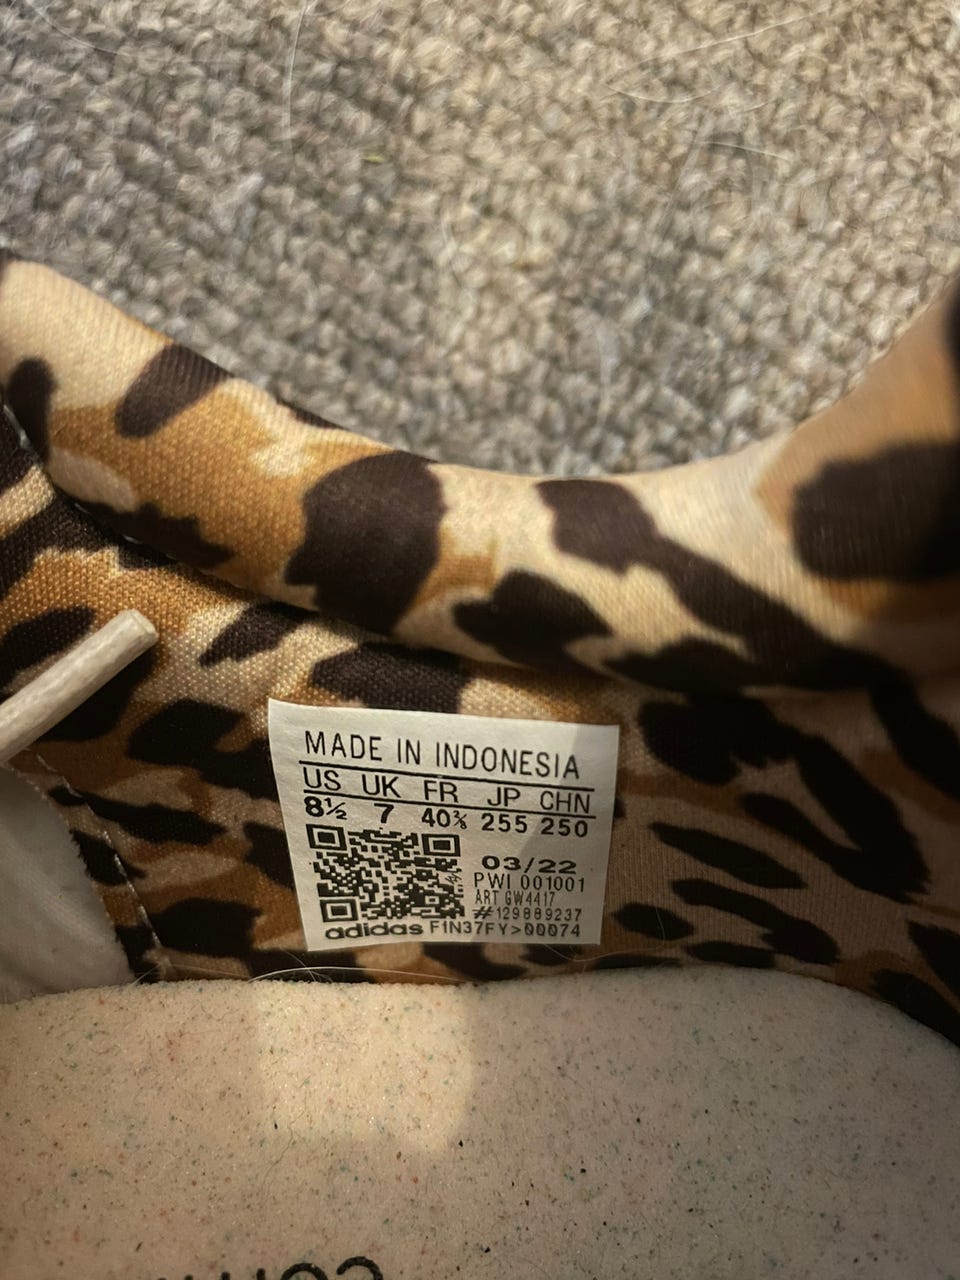 MADE IN INDONESIA
US UK FR JP CHN
8½ 7 40⅔ 255 250
03/22
PWI 001001
ART GW4417
#129889237
adidas F1N37FY>00074